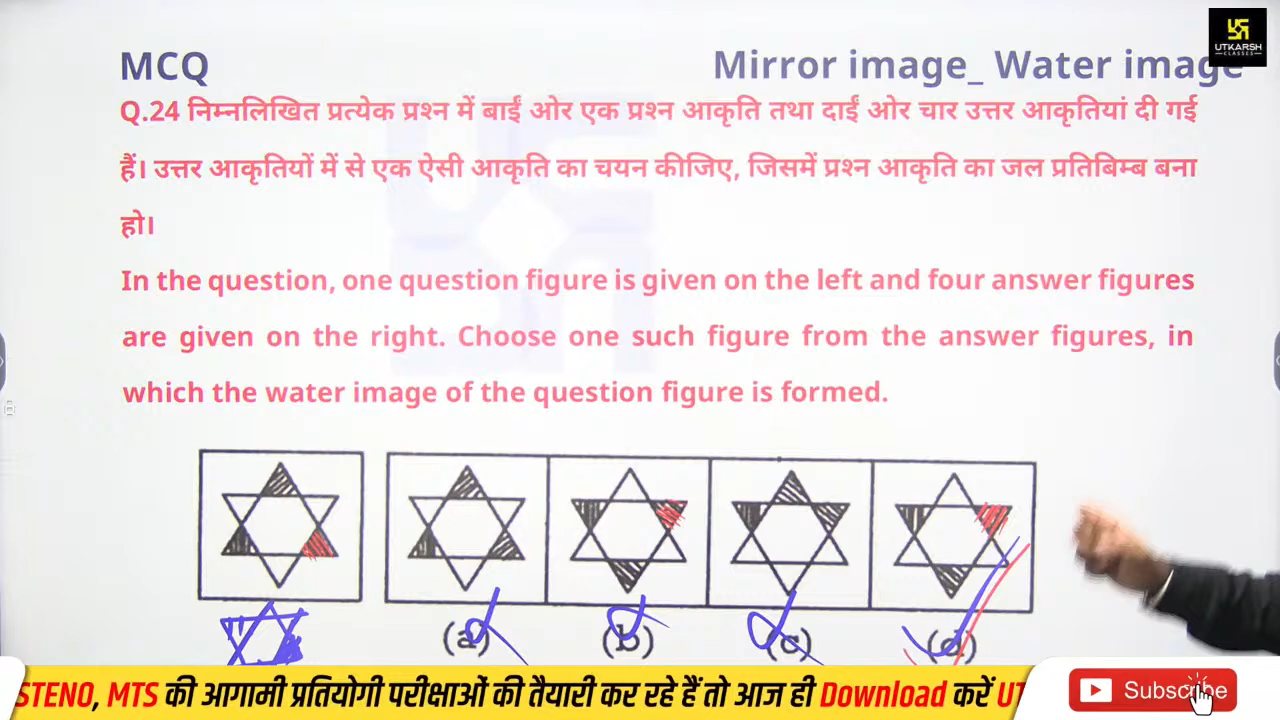 UTKARSH
CLASSES
MCQ
Mirror image_ Water image
Q.24 निम्नलिखित प्रत्येक प्रश्न में बाईं ओर एक प्रश्न आकृति तथा दाईं ओर चार उत्तर आकृतियां दी गई
हैं। उत्तर आकृतियों में से एक ऐसी आकृति का चयन कीजिए, जिसमें प्रश्न आकृति का जल प्रतिबिम्ब बना
हो।
In the question, one question figure is given on the left and four answer figures
are given on the right. Choose one such figure from the answer figures, in
which the water image of the question figure is formed.
(a) (b) (c) (d)
STENO, MTS की आगामी प्रतियोगी परीक्षाओं की तैयारी कर रहे हैं तो आज ही Download करें UT
Subscribe